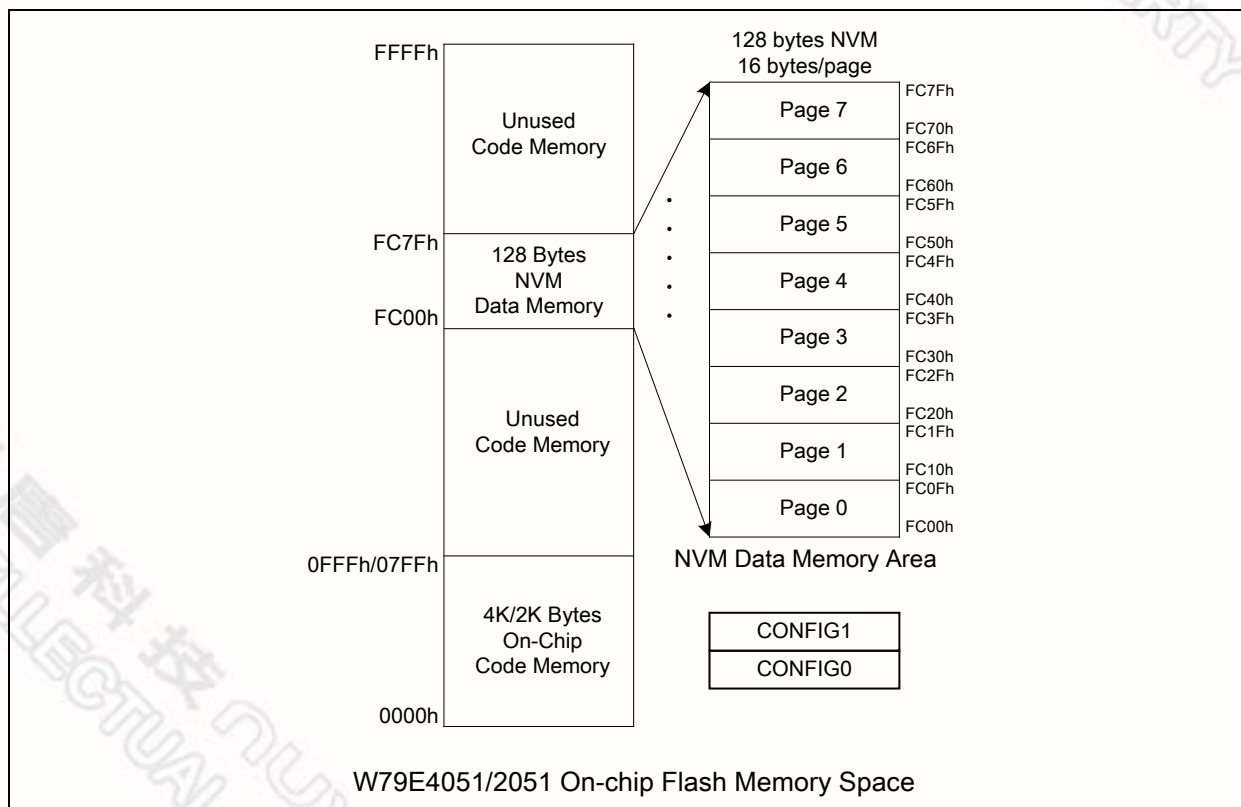 FFFFh
Unused
Code Memory
FC7Fh
128 Bytes
NVM
Data Memory
FC00h
Unused
Code Memory
0FFFh/07FFh
4K/2K Bytes
On-Chip
Code Memory
0000h
128 bytes NVM
16 bytes/page
Page 7
FC7Fh
FC70h
Page 6
FC6Fh
FC60h
Page 5
FC5Fh
FC50h
Page 4
FC4Fh
FC40h
Page 3
FC3Fh
FC30h
Page 2
FC2Fh
FC20h
Page 1
FC1Fh
FC10h
Page 0
FC0Fh
FC00h
NVM Data Memory Area
CONFIG1
CONFIG0
W79E4051/2051 On-chip Flash Memory Space